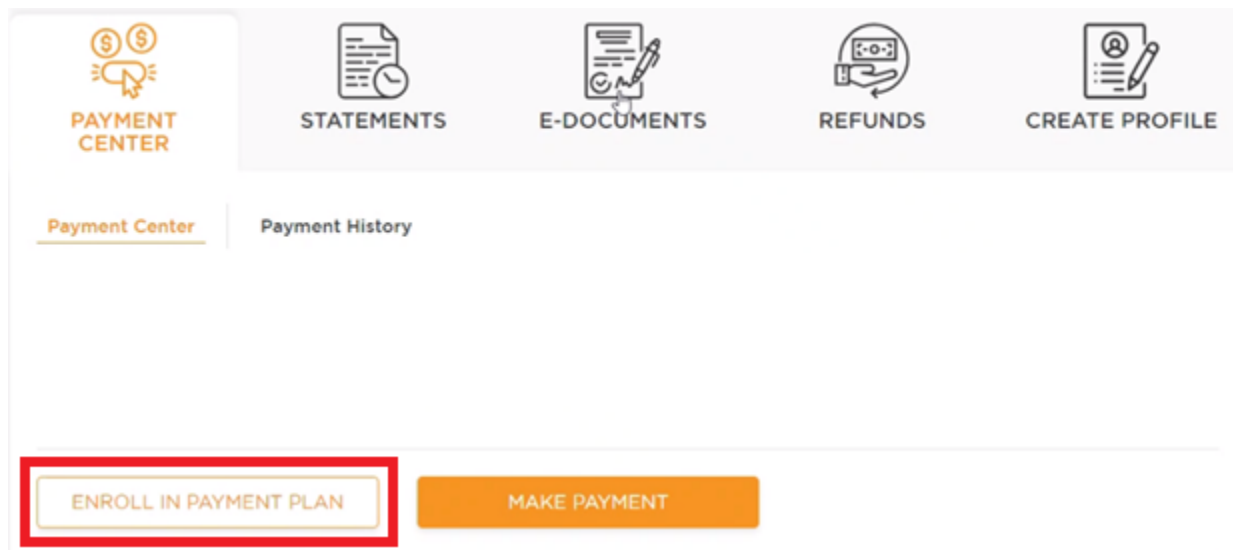 PAYMENT
CENTER
STATEMENTS
E-DOCUMENTS
REFUNDS
CREATE PROFILE
Payment Center
Payment History
ENROLL IN PAYMENT PLAN
MAKE PAYMENT